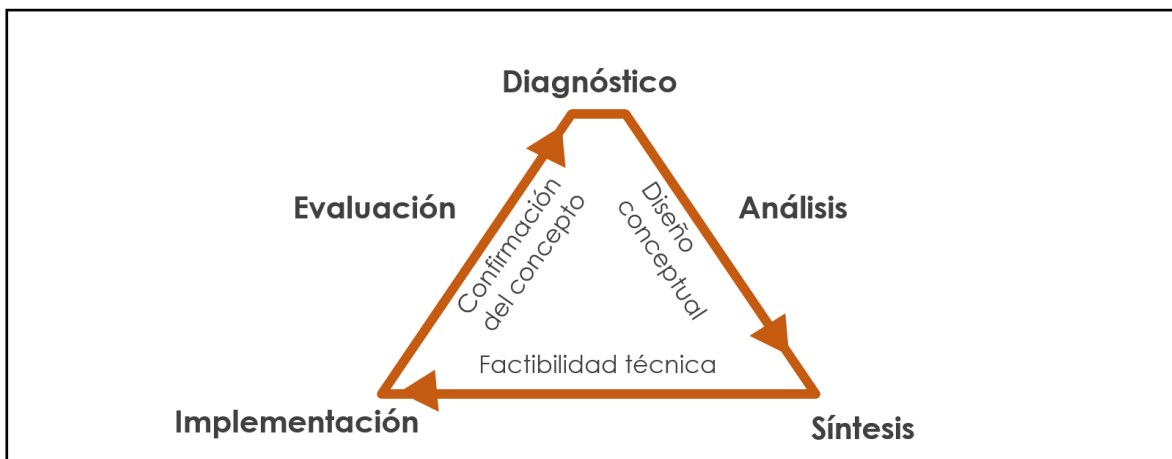 Diagnóstico
Evaluación
Confirmación
del concepto
Diseño
conceptual
Análisis
Factibilidad técnica
Implementación
Síntesis